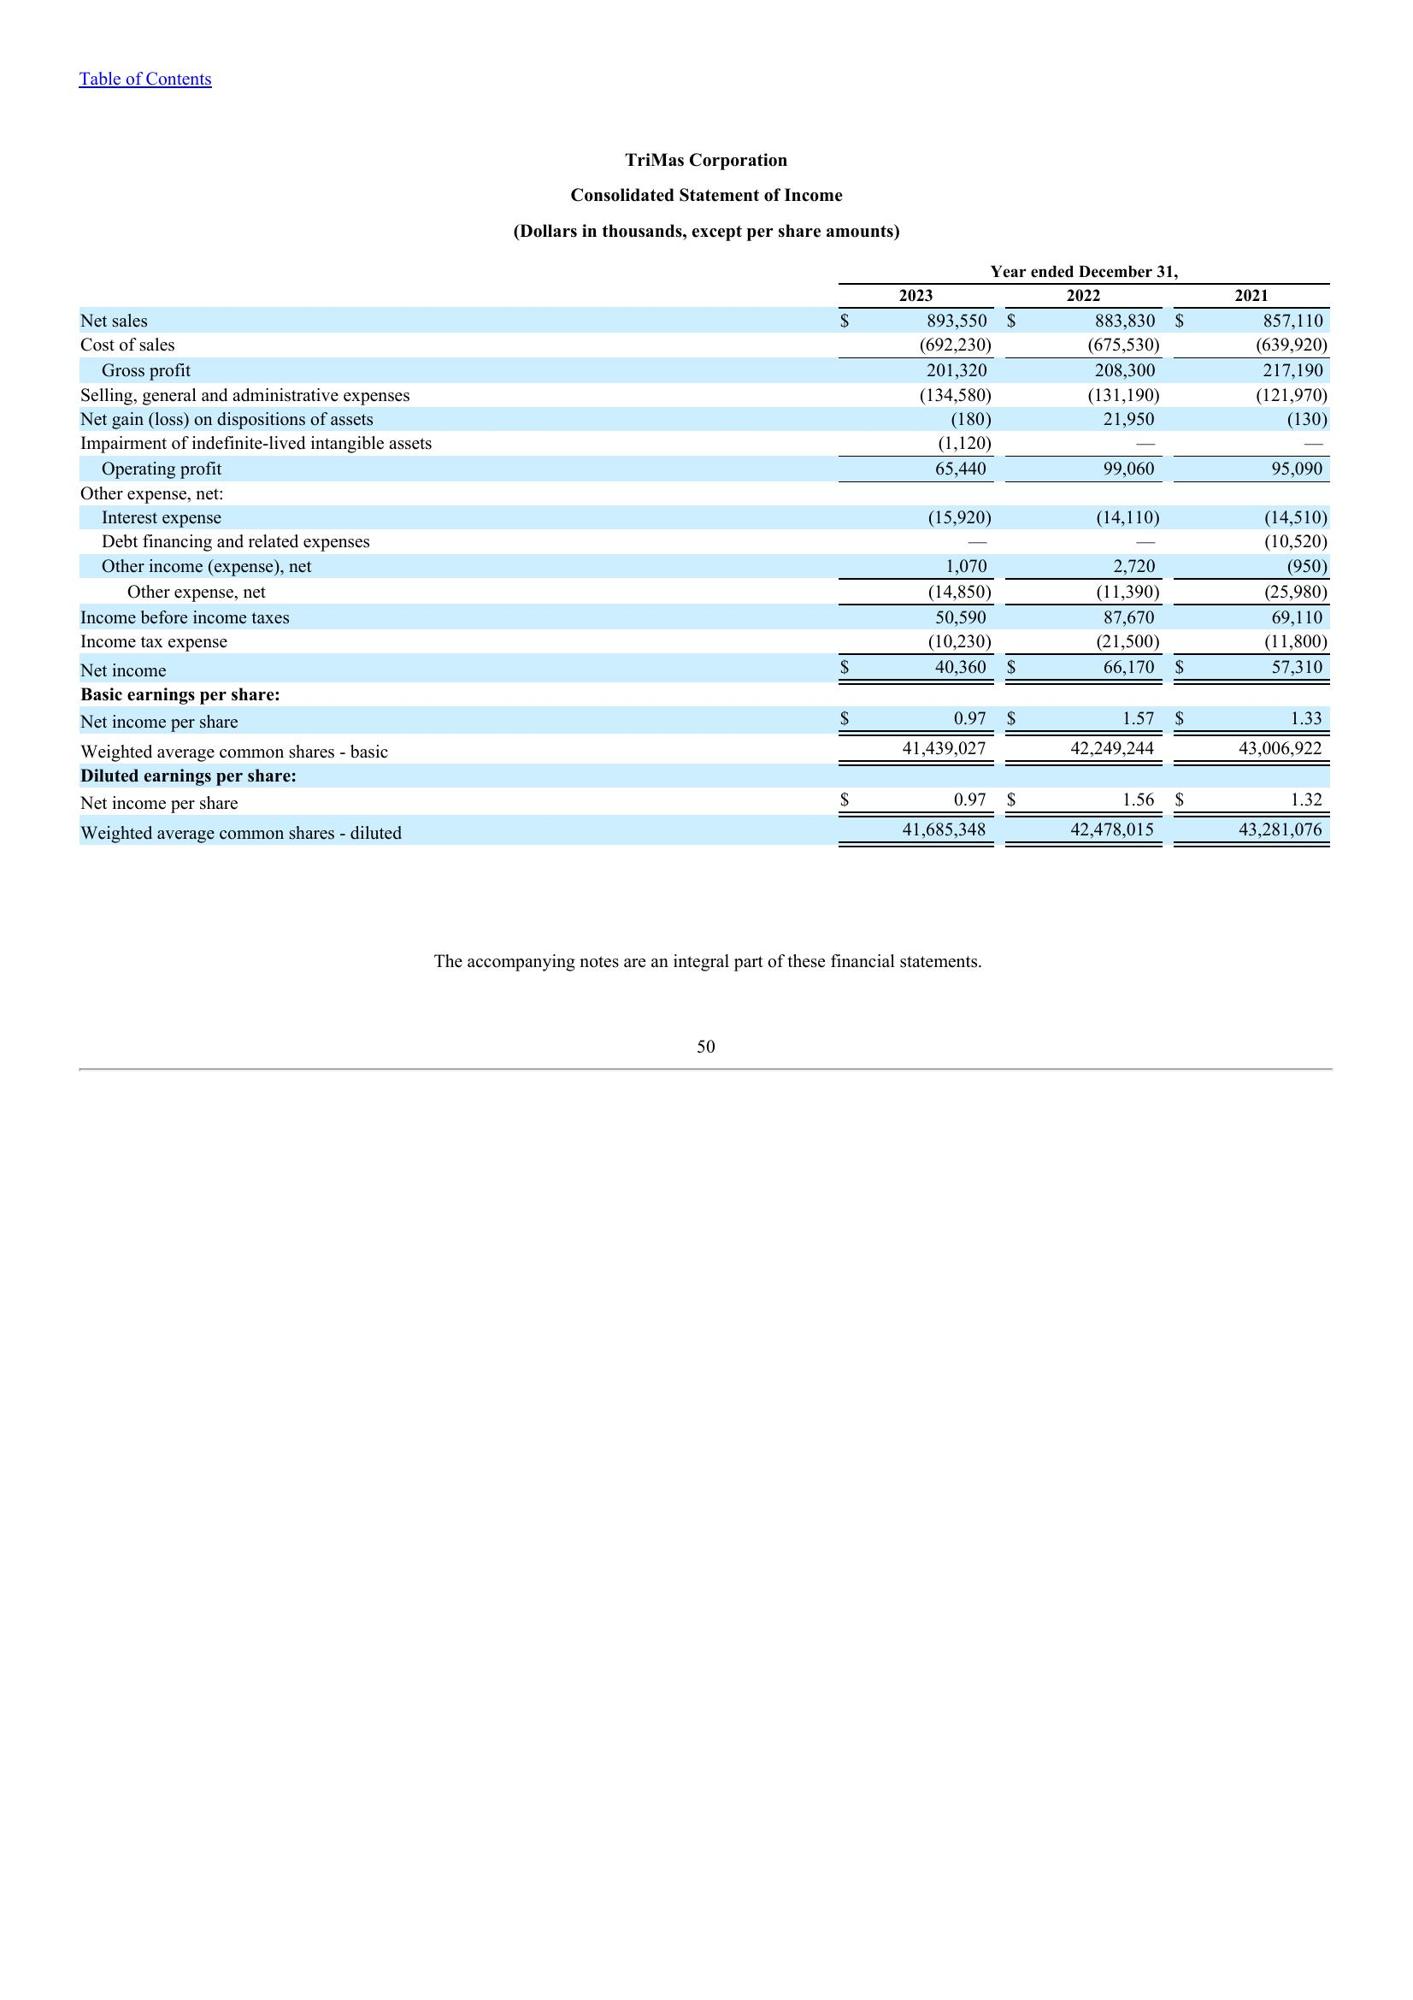 Table of Contents
TriMas Corporation
Consolidated Statement of Income
(Dollars in thousands, except per share amounts)
Year ended December 31,
2023 2022 2021
Net sales $ 893,550 $ 883,830 $ 857,110
Cost of sales (692,230) (675,530) (639,920)
Gross profit 201,320 208,300 217,190
Selling, general and administrative expenses (134,580) (131,190) (121,970)
Net gain (loss) on dispositions of assets (180) 21,950 (130)
Impairment of indefinite-lived intangible assets (1,120) — —
Operating profit 65,440 99,060 95,090
Other expense, net:
Interest expense (15,920) (14,110) (14,510)
Debt financing and related expenses — — (10,520)
Other income (expense), net 1,070 2,720 (950)
Other expense, net (14,850) (11,390) (25,980)
Income before income taxes 50,590 87,670 69,110
Income tax expense (10,230) (21,500) (11,800)
Net income $ 40,360 $ 66,170 $ 57,310
Basic earnings per share:
Net income per share $ 0.97 $ 1.57 $ 1.33
Weighted average common shares - basic 41,439,027 42,249,244 43,006,922
Diluted earnings per share:
Net income per share $ 0.97 $ 1.56 $ 1.32
Weighted average common shares - diluted 41,685,348 42,478,015 43,281,076
The accompanying notes are an integral part of these financial statements.
50